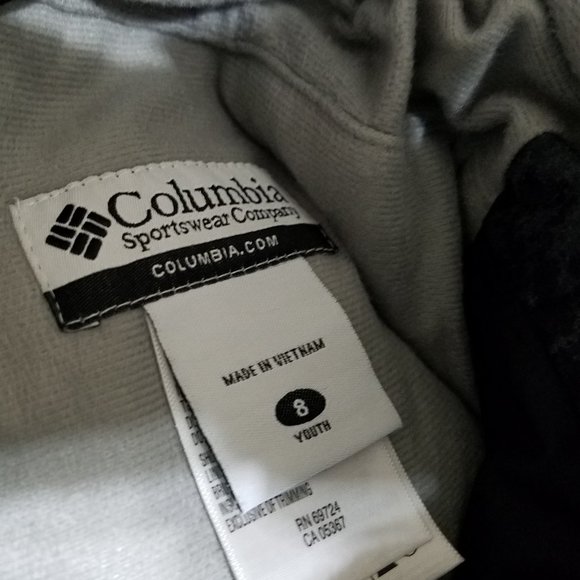 Columbia
Sportswear Company
COLUMBIA.COM
MADE IN VIETNAM
8
YOUTH
EXCLUSIVE OF TRIMMING
RN 69724
CA 05367